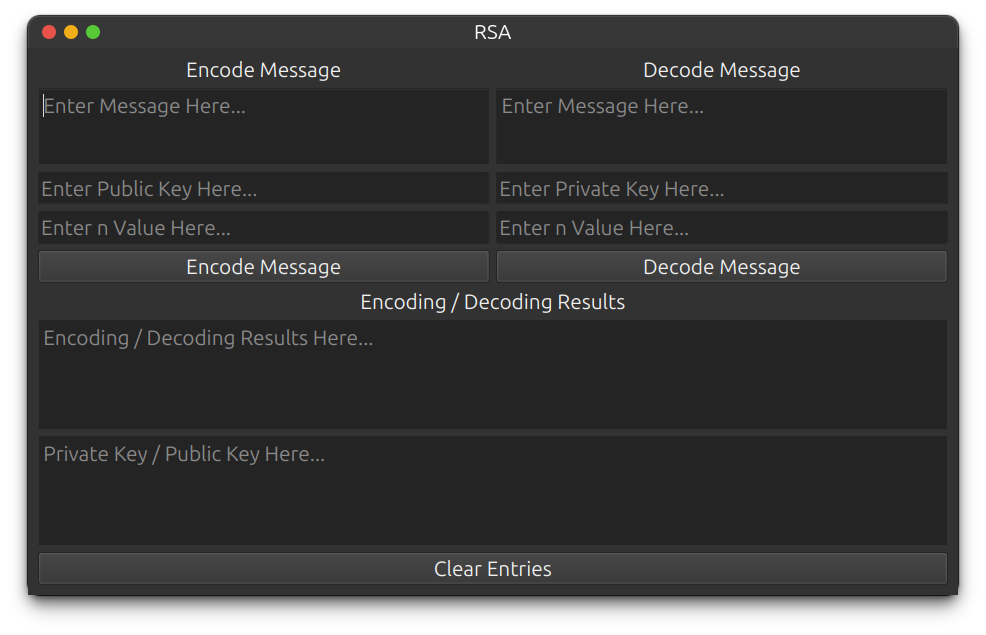 RSA
Encode Message
Decode Message
Enter Message Here...
Enter Message Here...
Enter Public Key Here...
Enter Private Key Here...
Enter n Value Here...
Enter n Value Here...
Encode Message
Decode Message
Encoding / Decoding Results
Encoding / Decoding Results Here...
Private Key / Public Key Here...
Clear Entries